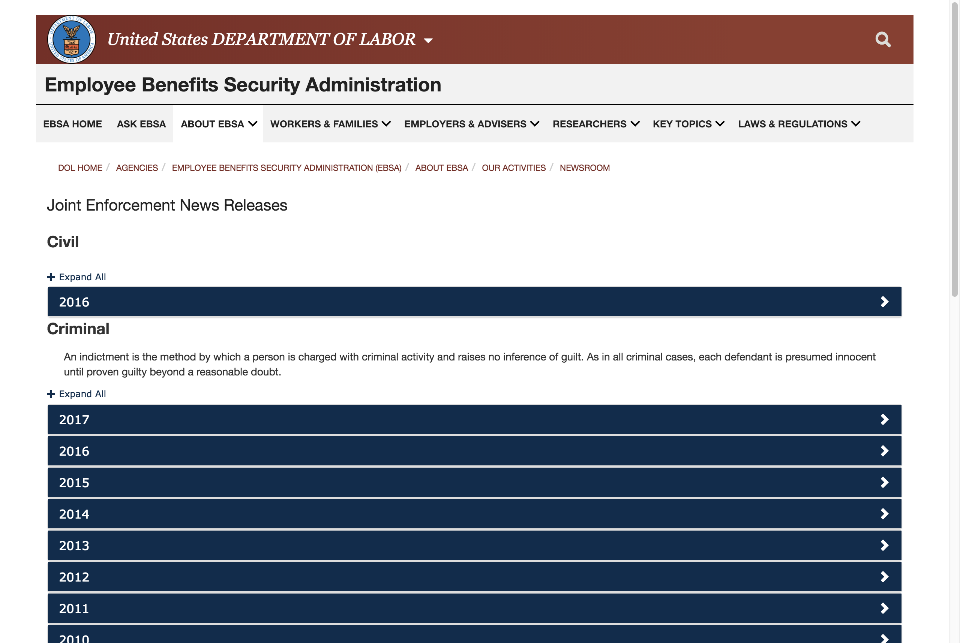 United States DEPARTMENT OF LABOR
Employee Benefits Security Administration
EBSA HOME ASK EBSA ABOUT EBSA WORKERS & FAMILIES EMPLOYERS & ADVISERS RESEARCHERS KEY TOPICS LAWS & REGULATIONS
DOL HOME / AGENCIES / EMPLOYEE BENEFITS SECURITY ADMINISTRATION (EBSA) / ABOUT EBSA / OUR ACTIVITIES / NEWSROOM
Joint Enforcement News Releases
Civil
+ Expand All
2016
Criminal
An indictment is the method by which a person is charged with criminal activity and raises no inference of guilt. As in all criminal cases, each defendant is presumed innocent
until proven guilty beyond a reasonable doubt.
+ Expand All
2017
2016
2015
2014
2013
2012
2011
2010